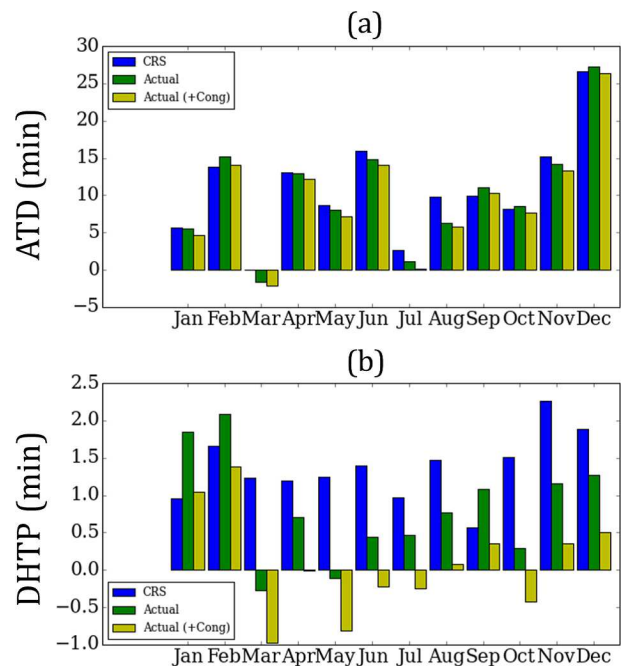 (a)
ATD (min)
30
25
20
15
10
5
0
−5
CRS
Actual
Actual (+Cong)
Jan Feb Mar Apr May Jun Jul Aug Sep Oct Nov Dec
(b)
DHTP (min)
2.5
2.0
1.5
1.0
0.5
0.0
−0.5
−1.0
CRS
Actual
Actual (+Cong)
Jan Feb Mar Apr May Jun Jul Aug Sep Oct Nov Dec